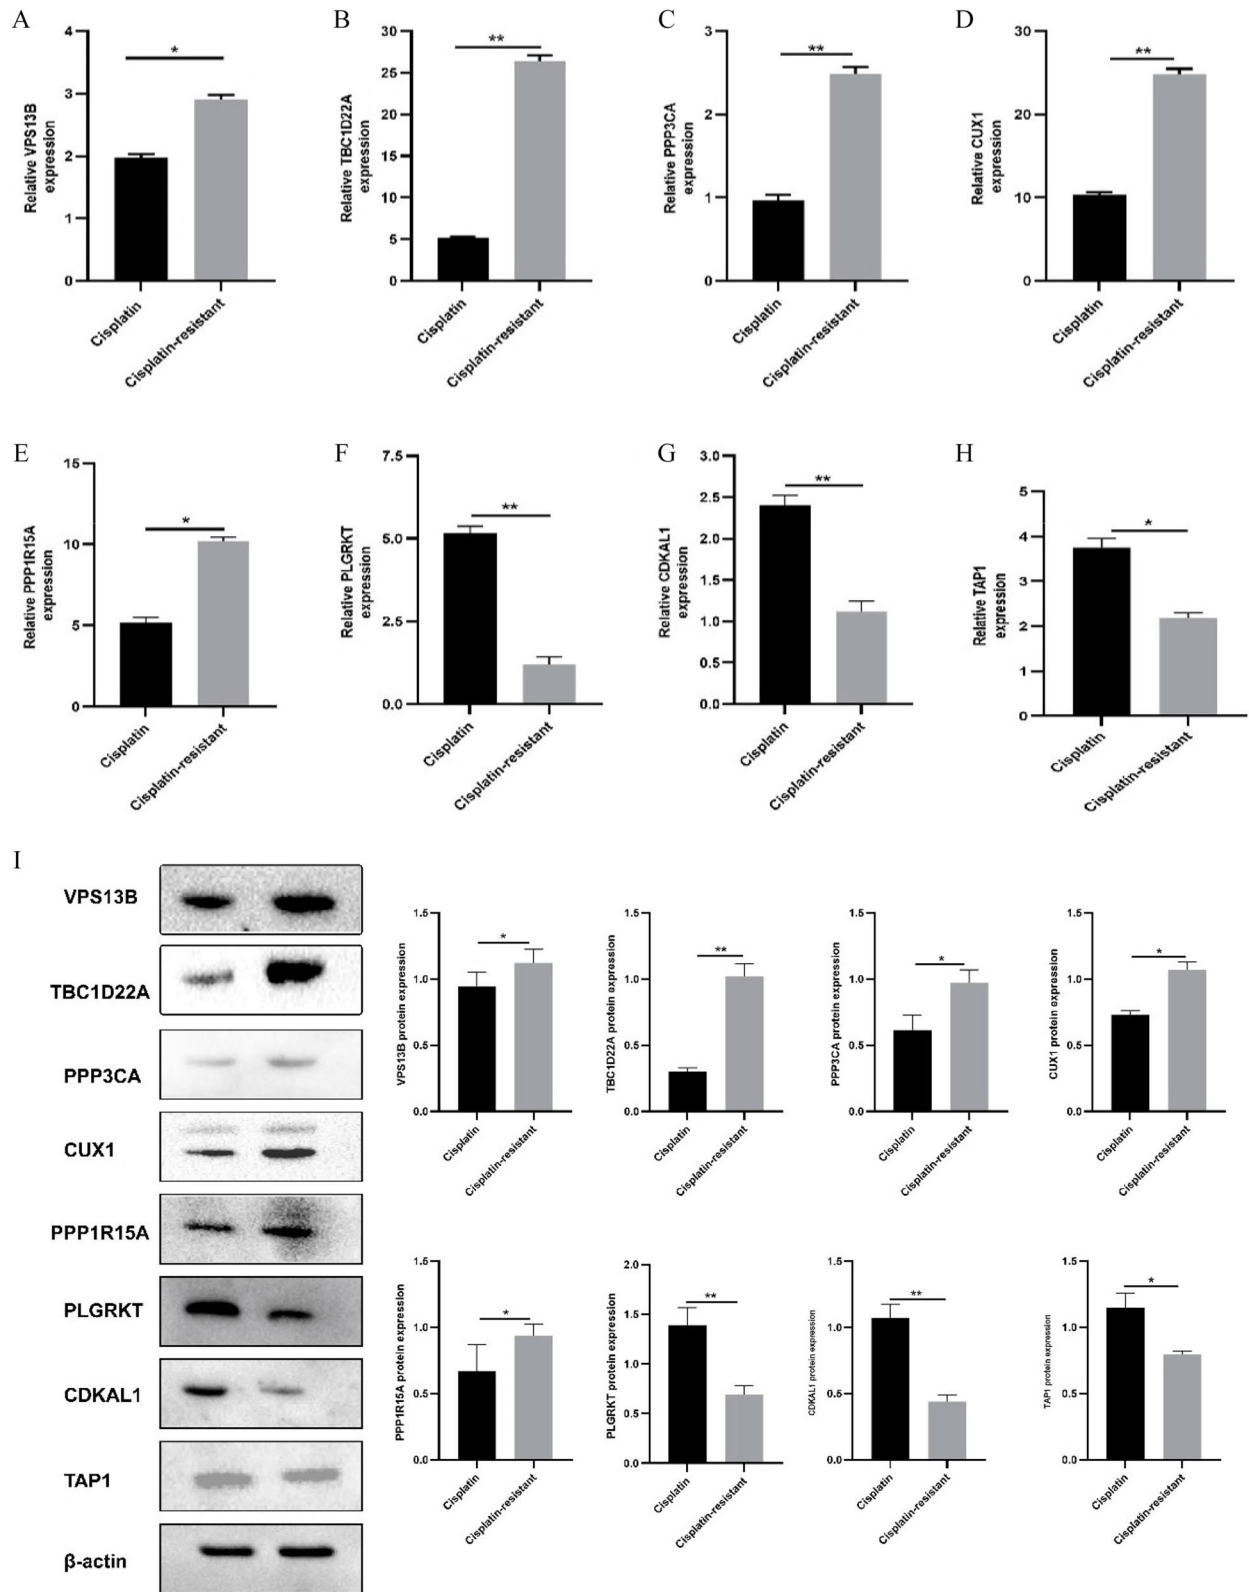 A
Relative VPS13B
expression
4
3
2
1
0
*
Cisplatin
Cisplatin-resistant
B
Relative TBC1D22A
expression
30
25
20
15
10
5
0
**
Cisplatin
Cisplatin-resistant
C
Relative PPP3CA
expression
3
2
1
0
**
Cisplatin
Cisplatin-resistant
D
Relative CUX1
expression
30
20
10
0
**
Cisplatin
Cisplatin-resistant
E
Relative PPP1R15A
expression
15
10
5
0
*
Cisplatin
Cisplatin-resistant
F
Relative PLGRKT
expression
7.5
5.0
2.5
0.0
**
Cisplatin
Cisplatin-resistant
G
Relative CDKAL1
expression
3.0
2.5
2.0
1.5
1.0
0.5
0.0
**
Cisplatin
Cisplatin-resistant
H
Relative TAP1
expression
5
4
3
2
1
0
*
Cisplatin
Cisplatin-resistant
I
VPS13B
TBC1D22A
PPP3CA
CUX1
PPP1R15A
PLGRKT
CDKAL1
TAP1
β-actin
VPS13B protein expression
1.5
1.0
0.5
0.0
*
Cisplatin
Cisplatin-resistant
TBC1D22A protein expression
1.5
1.0
0.5
0.0
**
Cisplatin
Cisplatin-resistant
PPP3CA protein expression
1.5
1.0
0.5
0.0
*
Cisplatin
Cisplatin-resistant
CUX1 protein expression
1.5
1.0
0.5
0.0
*
Cisplatin
Cisplatin-resistant
PPP1R15A protein expression
1.5
1.0
0.5
0.0
*
Cisplatin
Cisplatin-resistant
PLGRKT protein expression
2.0
1.5
1.0
0.5
0.0
**
Cisplatin
Cisplatin-resistant
CDKAL1 protein expression
1.5
1.0
0.5
0.0
**
Cisplatin
Cisplatin-resistant
TAP1 protein expression
1.5
1.0
0.5
0.0
*
Cisplatin
Cisplatin-resistant